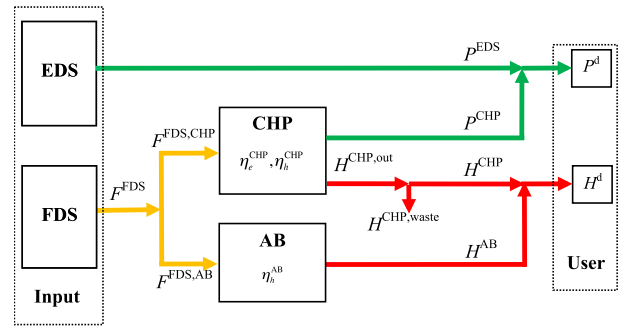 EDS
P^EDS
P^d
CHP
η_e^CHP, η_h^CHP
F^FDS,CHP
P^CHP
H^CHP,out
H^CHP
H^d
F^FDS
FDS
H^CHP,waste
AB
η_h^AB
F^FDS,AB
H^AB
User
Input